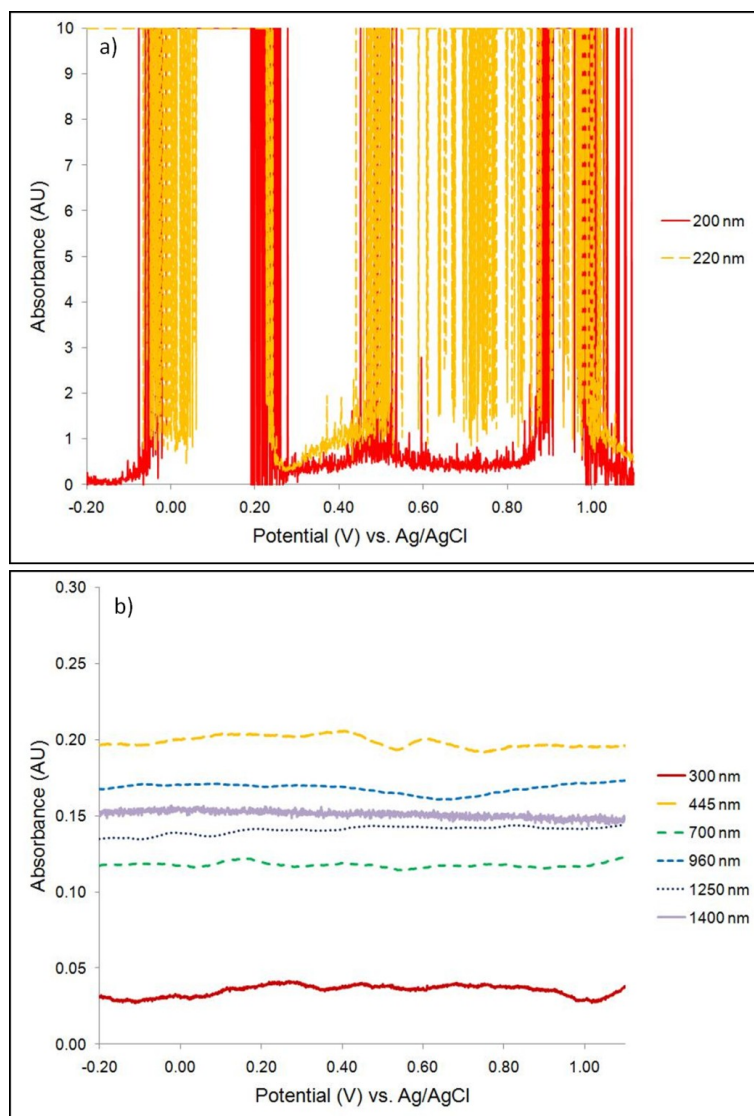 a)
10
9
8
7
6
5
4
3
2
1
0
Absorbance (AU)
-0.20 0.00 0.20 0.40 0.60 0.80 1.00
Potential (V) vs. Ag/AgCl
200 nm
220 nm
b)
0.30
0.25
0.20
0.15
0.10
0.05
0.00
Absorbance (AU)
-0.20 0.00 0.20 0.40 0.60 0.80 1.00
Potential (V) vs. Ag/AgCl
300 nm
445 nm
700 nm
960 nm
1250 nm
1400 nm